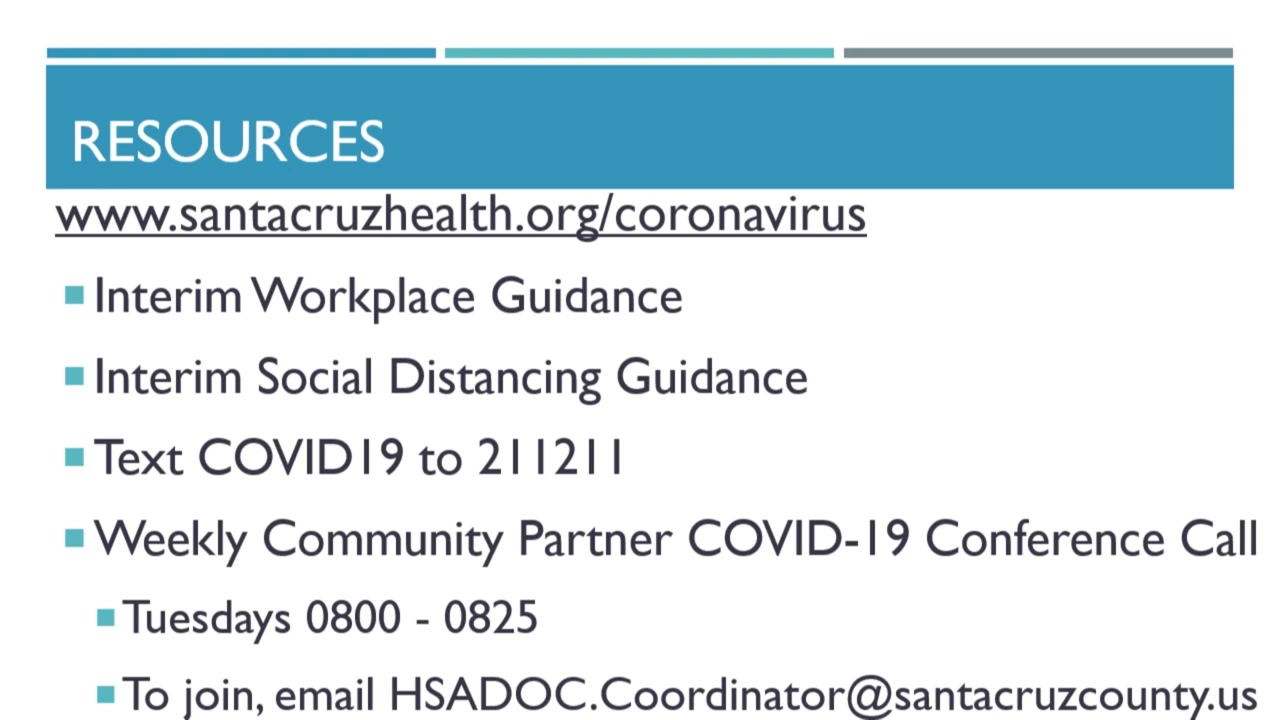 RESOURCES
www.santacruzhealth.org/coronavirus
Interim Workplace Guidance
Interim Social Distancing Guidance
Text COVID19 to 211211
Weekly Community Partner COVID-19 Conference Call
Tuesdays 0800 - 0825
To join, email HSADOC.Coordinator@santacruzcounty.us